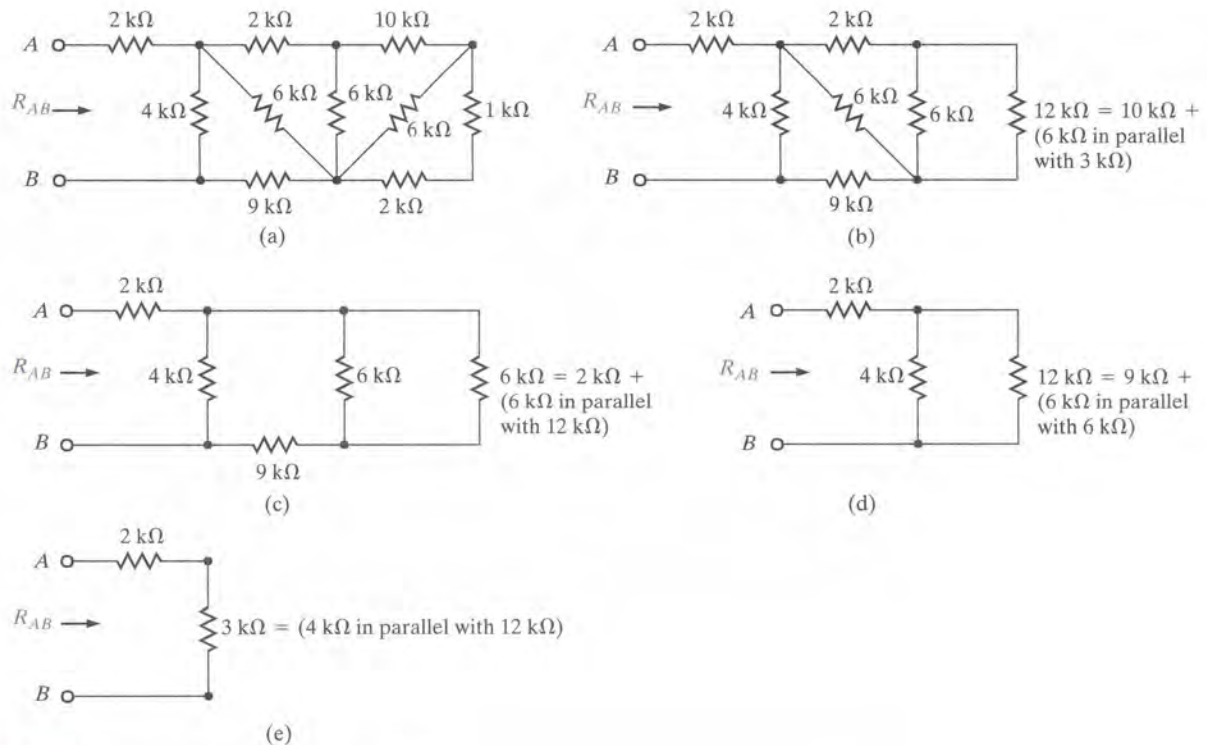 2 kΩ 2 kΩ 10 kΩ
A
R_AB
4 kΩ 6 kΩ 6 kΩ 6 kΩ 1 kΩ
B
9 kΩ 2 kΩ
(a)
2 kΩ 2 kΩ
A
R_AB
4 kΩ 6 kΩ 6 kΩ
12 kΩ = 10 kΩ +
(6 kΩ in parallel
with 3 kΩ)
B
9 kΩ
(b)
2 kΩ
A
R_AB
4 kΩ 6 kΩ
6 kΩ = 2 kΩ +
(6 kΩ in parallel
with 12 kΩ)
B
9 kΩ
(c)
2 kΩ
A
R_AB
4 kΩ
12 kΩ = 9 kΩ +
(6 kΩ in parallel
with 6 kΩ)
B
(d)
2 kΩ
A
R_AB
3 kΩ = (4 kΩ in parallel with 12 kΩ)
B
(e)